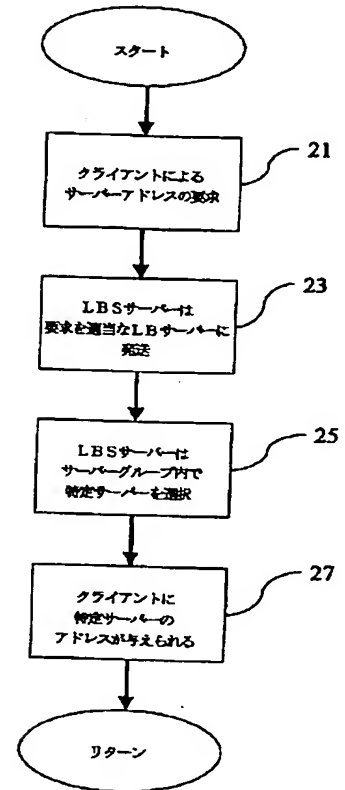 スタート
クライアントによる
サーバーアドレスの要求
21
LBSサーバーは
要求を適当なLBサーバーに
発送
23
LBSサーバーは
サーバーグループ内で
特定サーバーを選択
25
クライアントに
特定サーバーの
アドレスが与えられる
27
リターン